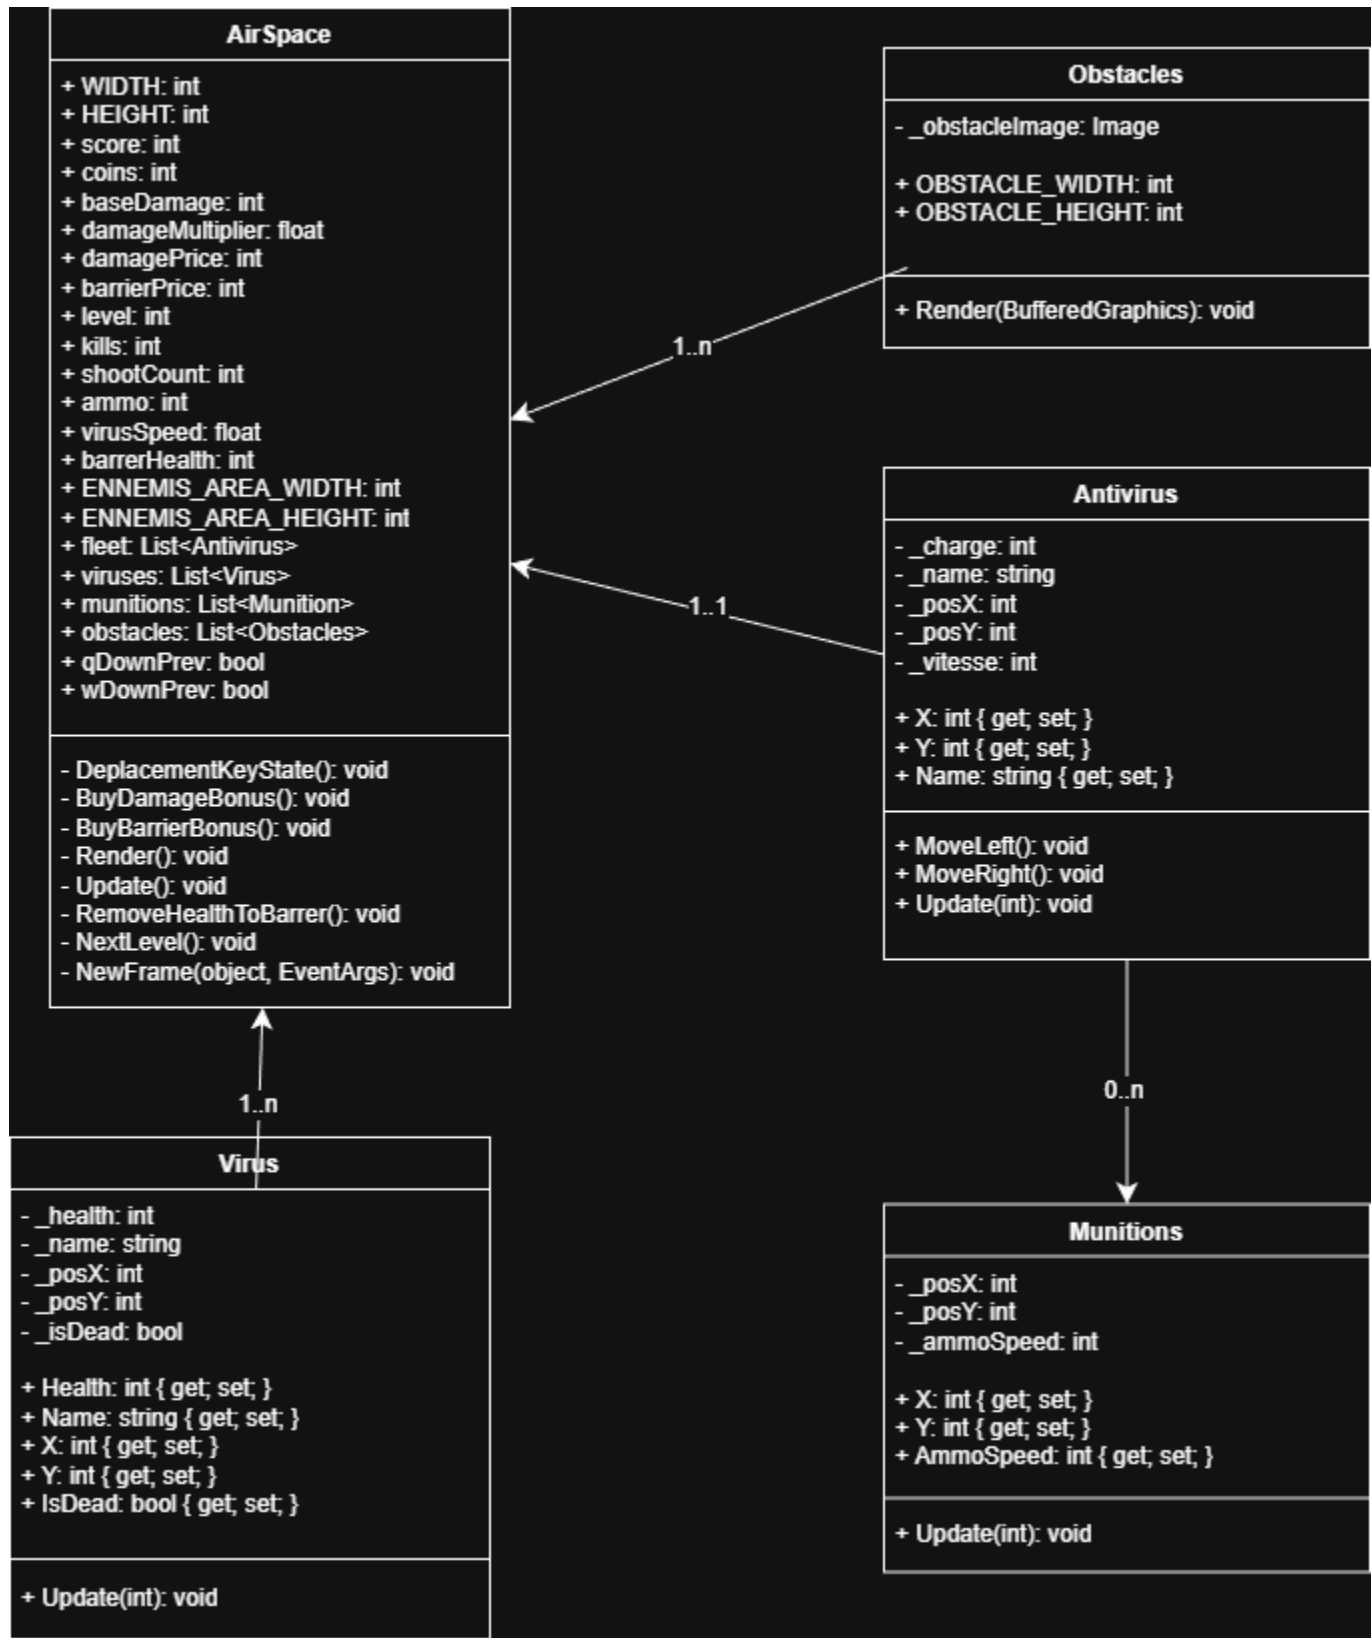 AirSpace
+ WIDTH: int
+ HEIGHT: int
+ score: int
+ coins: int
+ baseDamage: int
+ damageMultiplier: float
+ damagePrice: int
+ barrierPrice: int
+ level: int
+ kills: int
+ shootCount: int
+ ammo: int
+ virusSpeed: float
+ barrerHealth: int
+ ENNEMIS_AREA_WIDTH: int
+ ENNEMIS_AREA_HEIGHT: int
+ fleet: List<Antivirus>
+ viruses: List<Virus>
+ munitions: List<Munition>
+ obstacles: List<Obstacles>
+ qDownPrev: bool
+ wDownPrev: bool
- DeplacementKeyState(): void
- BuyDamageBonus(): void
- BuyBarrierBonus(): void
- Render(): void
- Update(): void
- RemoveHealthToBarrer(): void
- NextLevel(): void
- NewFrame(object, EventArgs): void
Obstacles
- _obstacleImage: Image
+ OBSTACLE_WIDTH: int
+ OBSTACLE_HEIGHT: int
+ Render(BufferedGraphics): void
1..n
Antivirus
- _charge: int
- _name: string
- _posX: int
- _posY: int
- _vitesse: int
+ X: int { get; set; }
+ Y: int { get; set; }
+ Name: string { get; set; }
+ MoveLeft(): void
+ MoveRight(): void
+ Update(int): void
1..1
1..n
Virus
- _health: int
- _name: string
- _posX: int
- _posY: int
- _isDead: bool
+ Health: int { get; set; }
+ Name: string { get; set; }
+ X: int { get; set; }
+ Y: int { get; set; }
+ IsDead: bool { get; set; }
+ Update(int): void
0..n
Munitions
- _posX: int
- _posY: int
- _ammoSpeed: int
+ X: int { get; set; }
+ Y: int { get; set; }
+ AmmoSpeed: int { get; set; }
+ Update(int): void